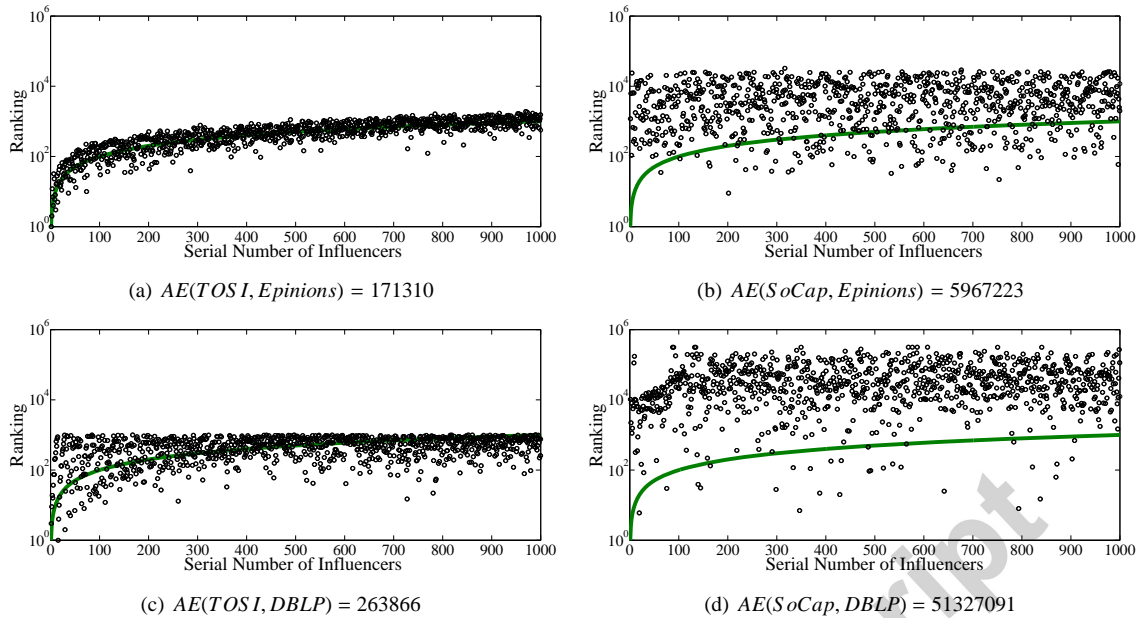 10^6
10^4
10^2
10^0
Ranking
0 100 200 300 400 500 600 700 800 900 1000
Serial Number of Influencers
(a) AE(TOSI, Epinions) = 171310
10^6
10^4
10^2
10^0
Ranking
0 100 200 300 400 500 600 700 800 900 1000
Serial Number of Influencers
(b) AE(SoCap, Epinions) = 5967223
10^6
10^4
10^2
10^0
Ranking
0 100 200 300 400 500 600 700 800 900 1000
Serial Number of Influencers
(c) AE(TOSI, DBLP) = 263866
10^6
10^4
10^2
10^0
Ranking
0 100 200 300 400 500 600 700 800 900 1000
Serial Number of Influencers
(d) AE(SoCap, DBLP) = 51327091
ript